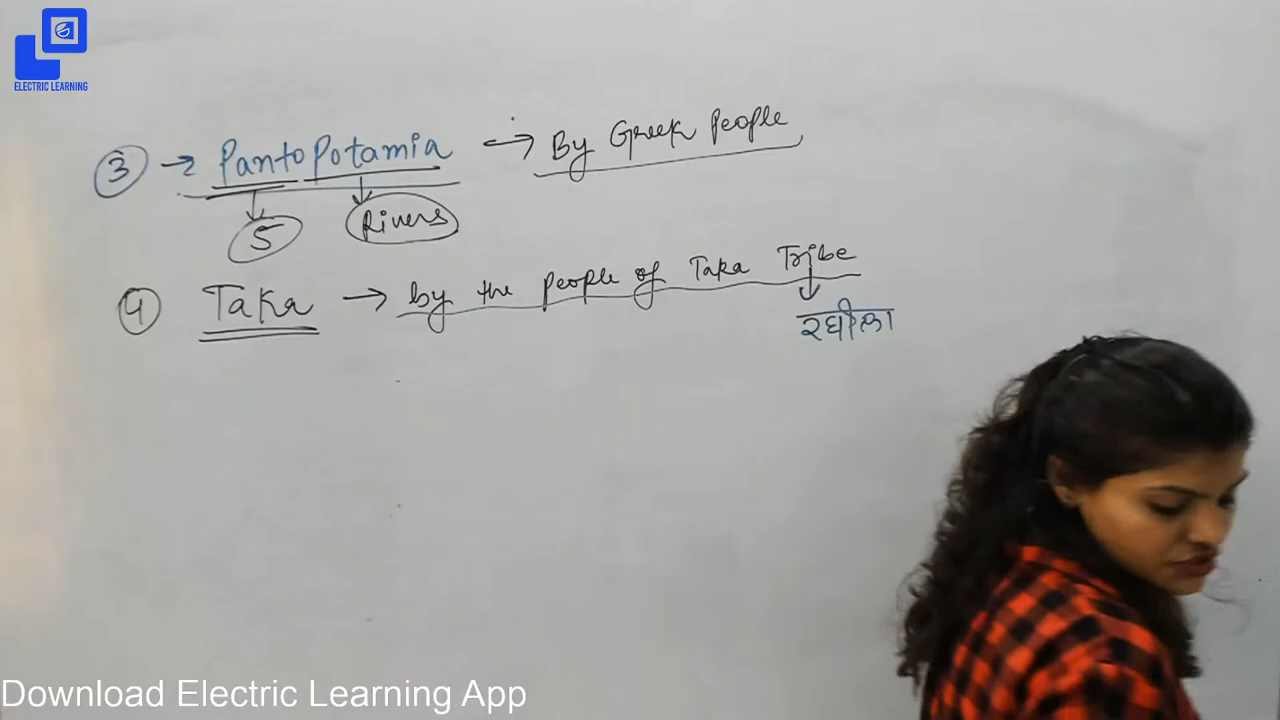 ELECTRIC LEARNING
③ → PantoPotamia → By Greek People
5 Rivers
④ Taka → by the people of Taka Tribe
Download Electric Learning App